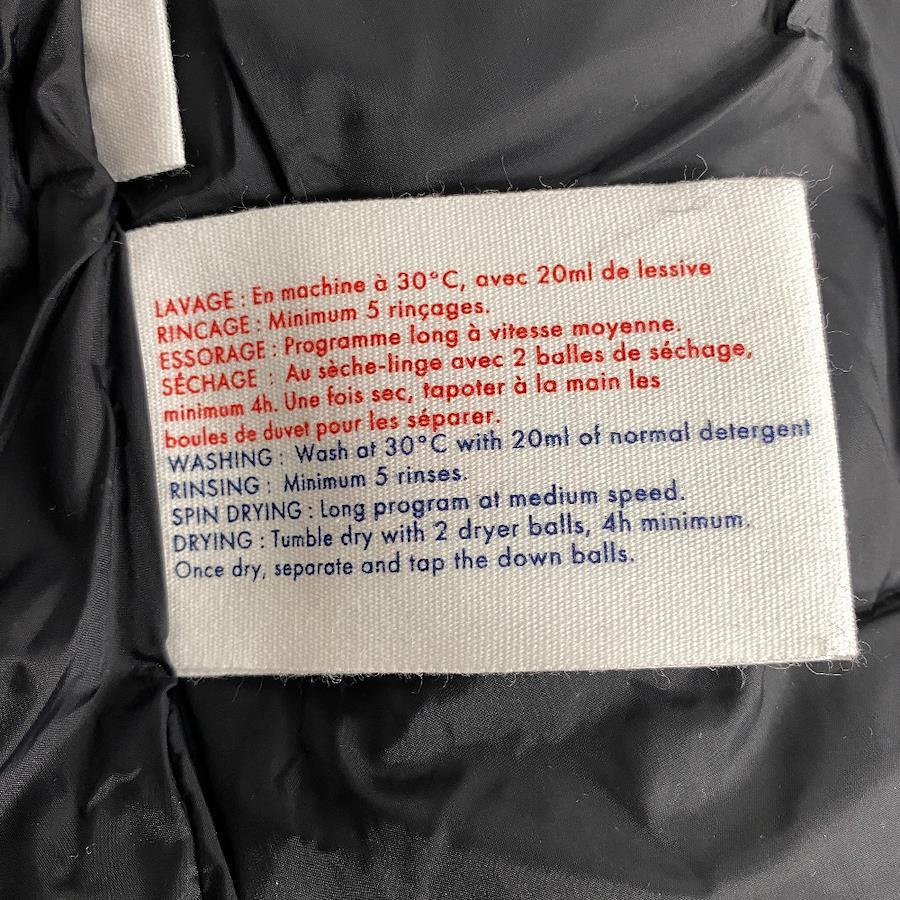 LAVAGE : En machine à 30°C, avec 20ml de lessive
RINCAGE : Minimum 5 rinçages.
ESSORAGE : Programme long à vitesse moyenne.
SÉCHAGE : Au sèche-linge avec 2 balles de séchage,
minimum 4h. Une fois sec, tapoter à la main les
boules de duvet pour les séparer.
WASHING : Wash at 30°C with 20ml of normal detergent
RINSING : Minimum 5 rinses.
SPIN DRYING : Long program at medium speed.
DRYING : Tumble dry with 2 dryer balls, 4h minimum.
Once dry, separate and tap the down balls.